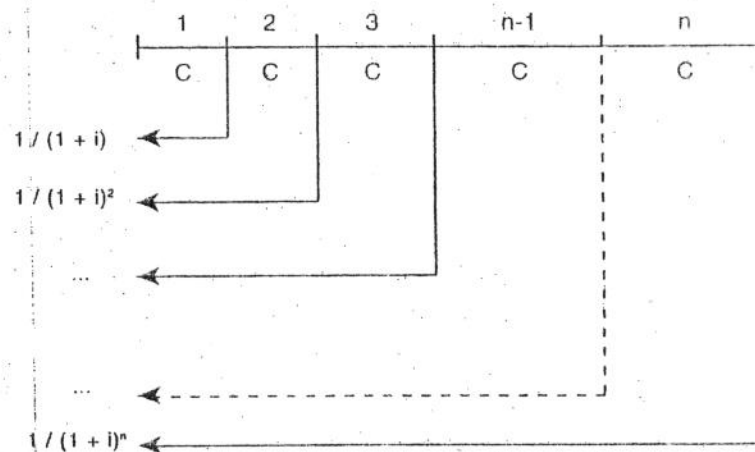 1 2 3 n-1 n
C C C C C
1 / (1 + i)
1 / (1 + i)²
...
...
1 / (1 + i)ⁿ